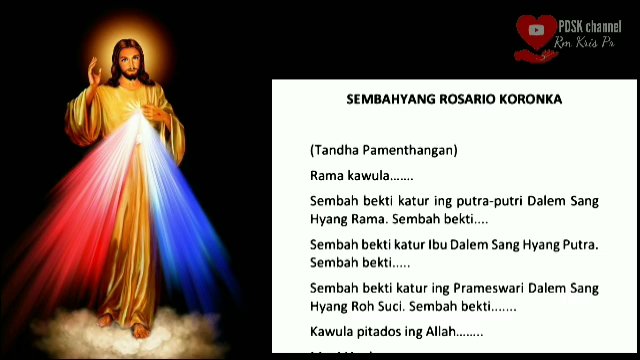 PDSK channel
Rm Kris Pr
SEMBAHYANG ROSARIO KORONKA
(Tandha Pamenthangan)
Rama kawula.......
Sembah bekti katur ing putra-putri Dalem Sang
Hyang Rama. Sembah bekti....
Sembah bekti katur Ibu Dalem Sang Hyang Putra.
Sembah bekti.....
Sembah bekti katur ing Prameswari Dalem Sang
Hyang Roh Suci. Sembah bekti.......
Kawula pitados ing Allah........